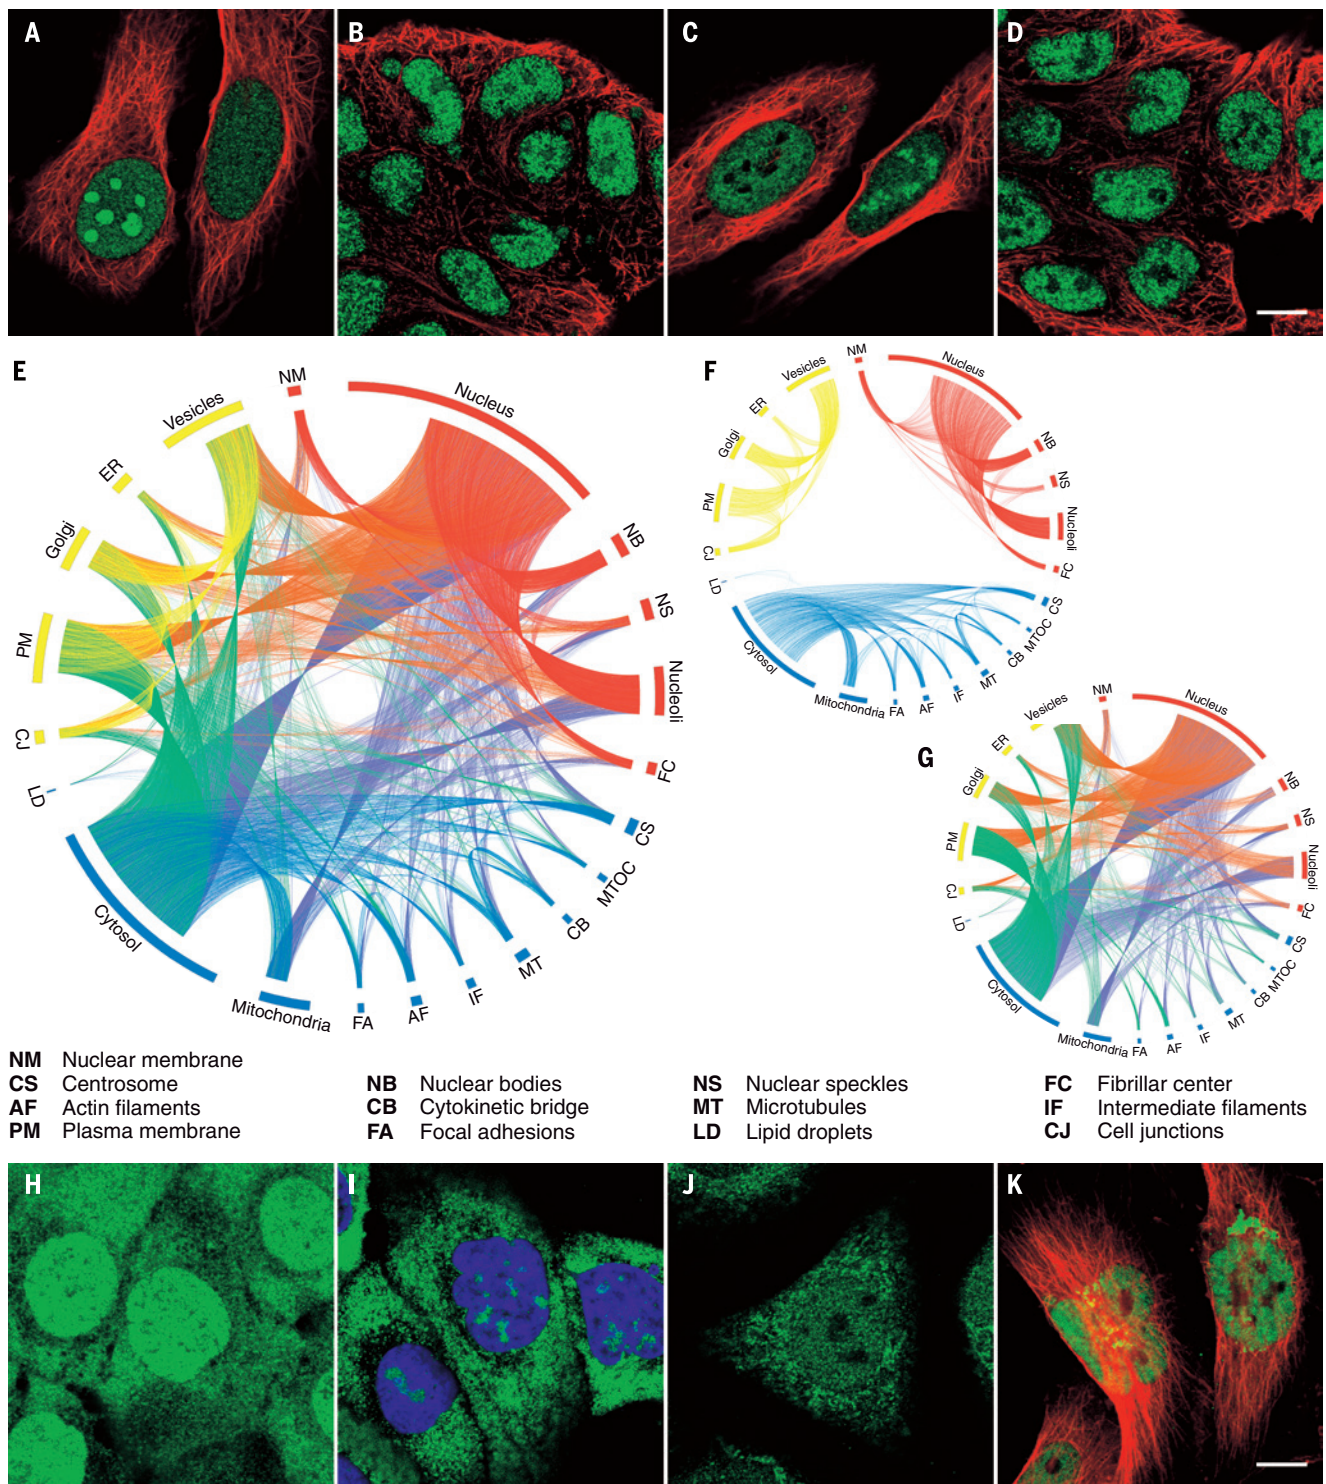 A
B
C
D
E
NM
Nucleus
Vesicles
ER
Golgi
PM
CJ
LD
Cytosol
Mitochondria
FA
AF
IF
MT
CB
MTOC
CS
FC
Nucleoli
NS
NB
F
NM
Nucleus
Vesicles
ER
Golgi
PM
CJ
LD
Cytosol
Mitochondria
FA
AF
IF
MT
CB
MTOC
CS
FC
Nucleoli
NS
NB
G
NM
Nucleus
Vesicles
ER
Golgi
PM
CJ
LD
Cytosol
Mitochondria
FA
AF
IF
MT
CB
MTOC
CS
FC
Nucleoli
NS
NB
NM Nuclear membrane
CS Centrosome
AF Actin filaments
PM Plasma membrane
NB Nuclear bodies
CB Cytokinetic bridge
FA Focal adhesions
NS Nuclear speckles
MT Microtubules
LD Lipid droplets
FC Fibrillar center
IF Intermediate filaments
CJ Cell junctions
H
I
J
K